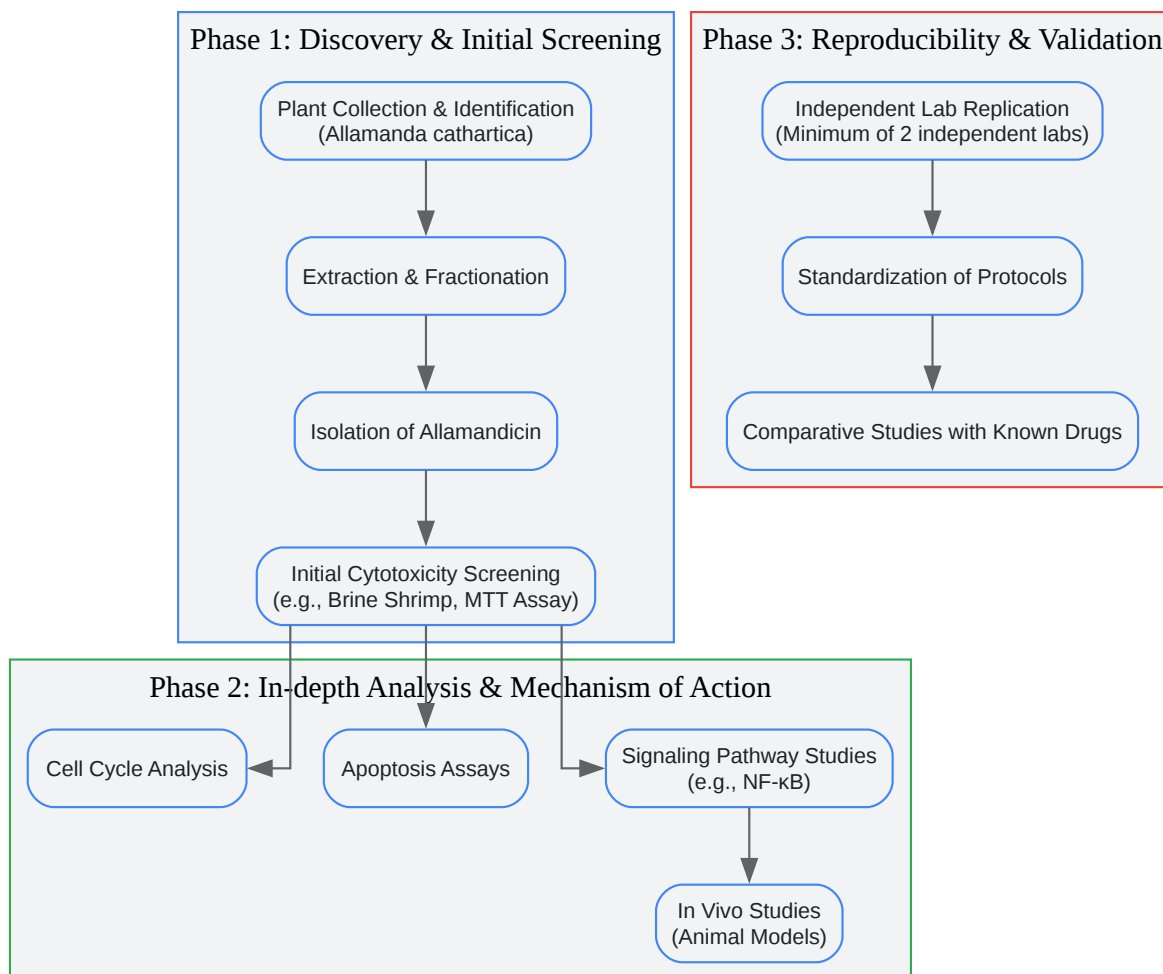 Phase 1: Discovery & Initial Screening
Plant Collection & Identification
(Allamanda cathartica)
Extraction & Fractionation
Isolation of Allamandicin
Initial Cytotoxicity Screening
(e.g., Brine Shrimp, MTT Assay)
Phase 2: In-depth Analysis & Mechanism of Action
Cell Cycle Analysis
Apoptosis Assays
Signaling Pathway Studies
(e.g., NF-κB)
In Vivo Studies
(Animal Models)
Phase 3: Reproducibility & Validation
Independent Lab Replication
(Minimum of 2 independent labs)
Standardization of Protocols
Comparative Studies with Known Drugs